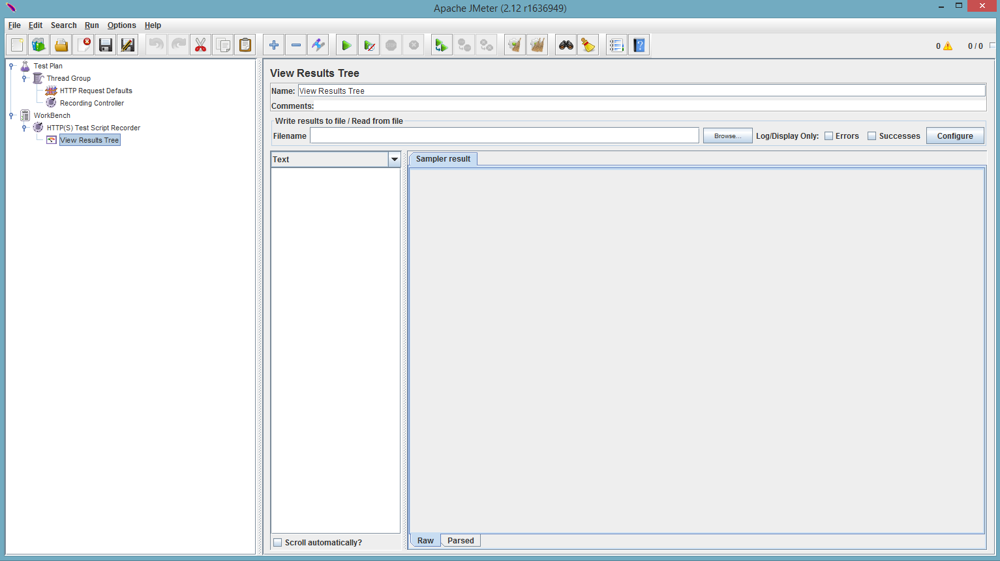 Apache JMeter (2.12 r1636949)
File Edit Search Run Options Help
0 0 / 0
Test Plan
Thread Group
HTTP Request Defaults
Recording Controller
WorkBench
HTTP(S) Test Script Recorder
View Results Tree
View Results Tree
Name: View Results Tree
Comments:
Write results to file / Read from file
Filename Browse... Log/Display Only: Errors Successes Configure
Text
Sampler result
Scroll automatically?
Raw Parsed